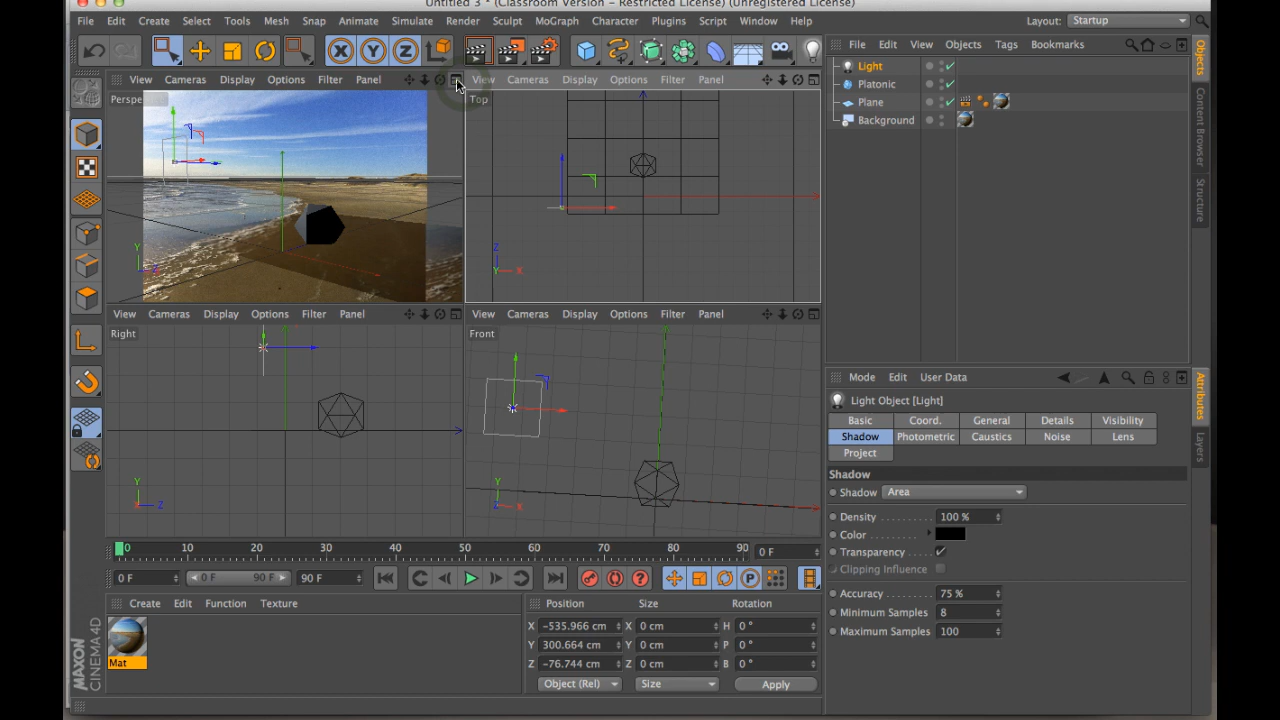 Untitled 3 * (Classroom Version - Restricted License) (Unregistered License)
File Edit Create Select Tools Mesh Snap Animate Simulate Render Sculpt MoGraph Character Plugins Script Window Help Layout: Startup
File Edit View Objects Tags Bookmarks
View Cameras Display Options Filter Panel
View Cameras Display Options Filter Panel
Perspe
Top
Light
Platonic
Plane
Background
Objects
Content Browser
Structure
Y
Z
Z
Y X
View Cameras Display Options Filter Panel
View Cameras Display Options Filter Panel
Right
Front
Y
X Z
Y
Z X
Mode Edit User Data
Light Object [Light]
Basic Coord. General Details Visibility
Shadow Photometric Caustics Noise Lens
Project
Shadow
Shadow Area
Density 100 %
Color
Transparency
Clipping Influence
Accuracy 75 %
Minimum Samples 8
Maximum Samples 100
Attributes
Layers
0 10 20 30 40 50 60 70 80 90 0 F
0 F 0 F 90 F 90 F
Create Edit Function Texture
Mat
Position Size Rotation
X -535.966 cm X 0 cm H 0 °
Y 300.664 cm Y 0 cm P 0 °
Z -76.744 cm Z 0 cm B 0 °
Object (Rel) Size Apply
MAXON
CINEMA 4D